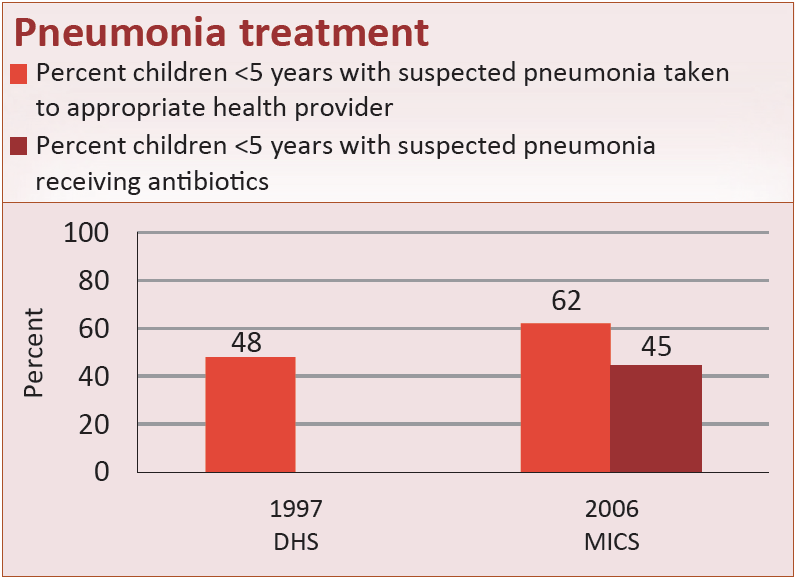 Pneumonia treatment
Percent children <5 years with suspected pneumonia taken
to appropriate health provider
Percent children <5 years with suspected pneumonia
receiving antibiotics
Percent
100
80
60
40
20
0
48
62
45
1997
DHS
2006
MICS